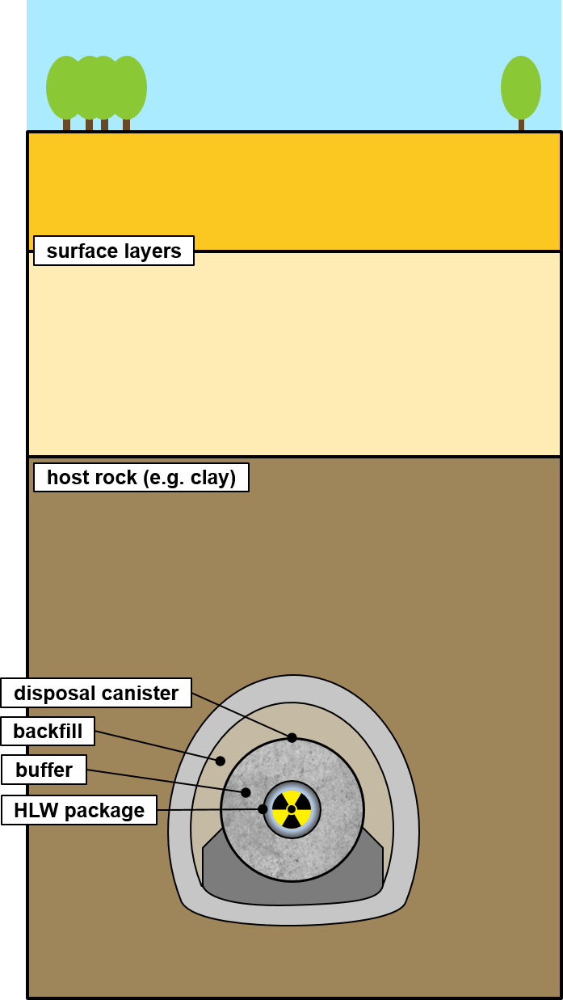 surface layers
host rock (e.g. clay)
disposal canister
backfill
buffer
HLW package